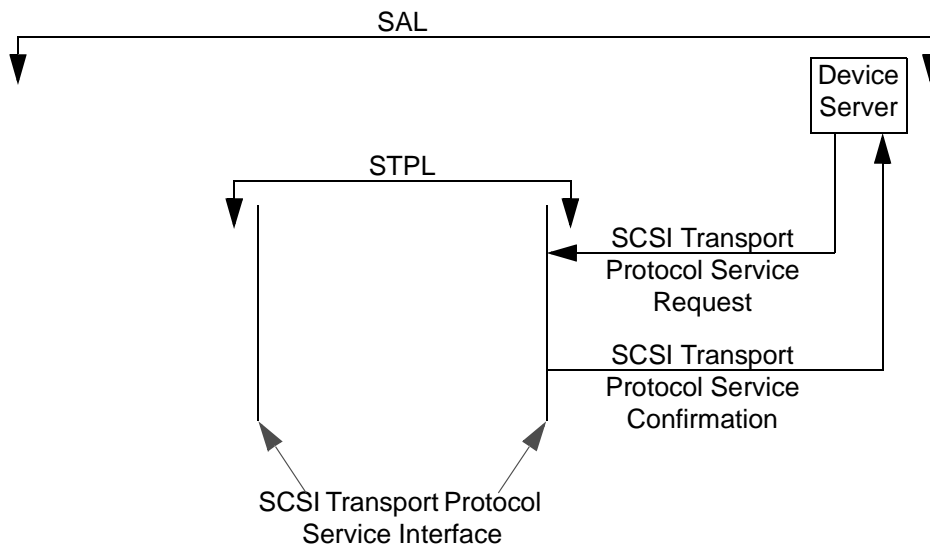 SAL
Device
Server
STPL
SCSI Transport
Protocol Service
Request
SCSI Transport
Protocol Service
Confirmation
SCSI Transport Protocol
Service Interface